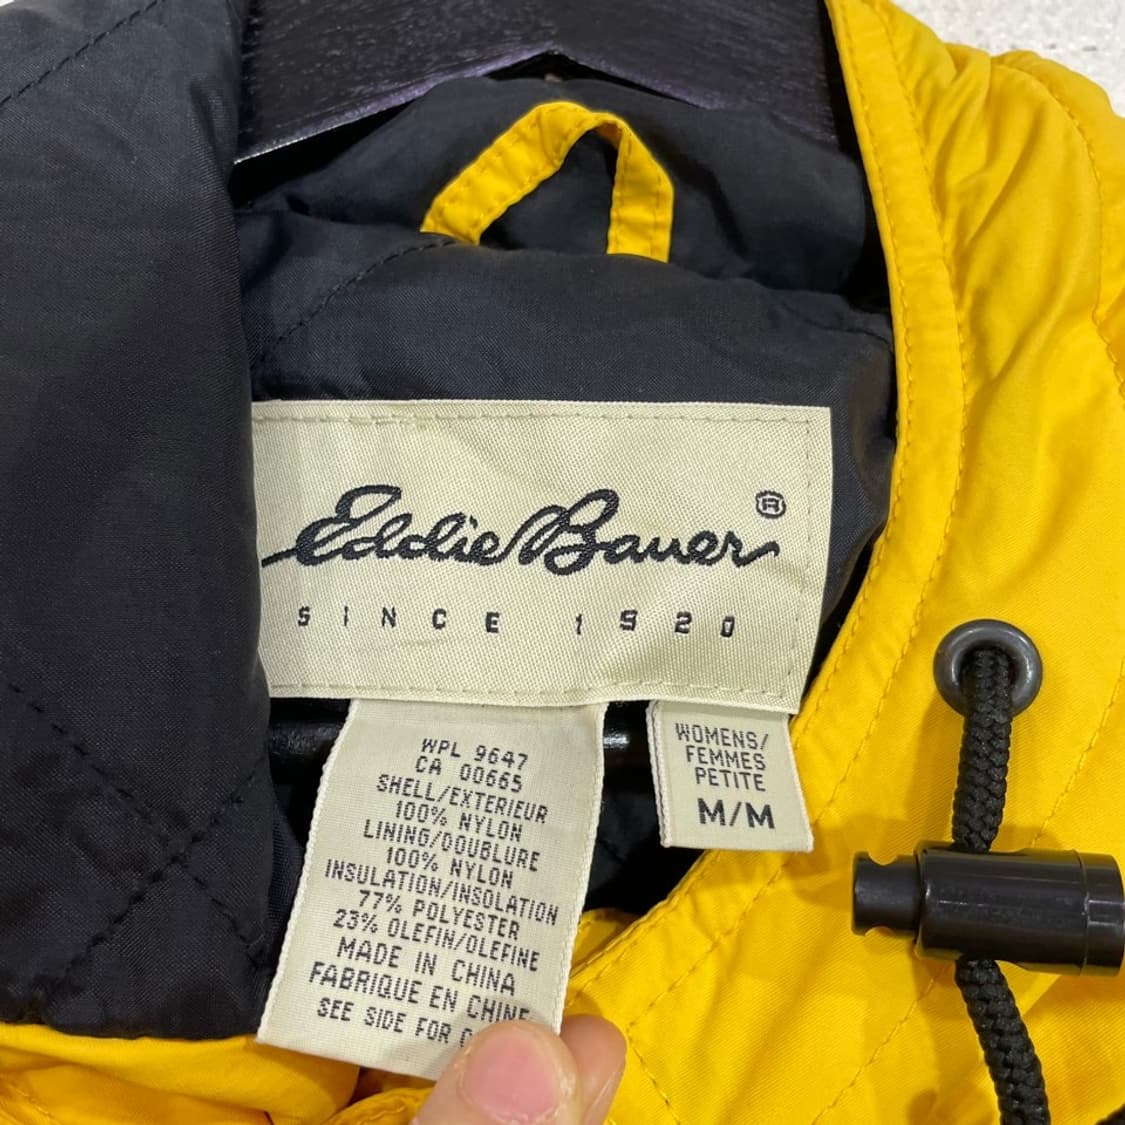 Eddie Bauer ®
SINCE 1920
WPL 9647
CA 00665
SHELL/EXTERIEUR
100% NYLON
LINING/DOUBLURE
100% NYLON
INSULATION/INSOLATION
77% POLYESTER
23% OLEFIN/OLEFINE
MADE IN CHINA
FABRIQUE EN CHINE
SEE SIDE FOR
WOMENS/
FEMMES
PETITE
M/M